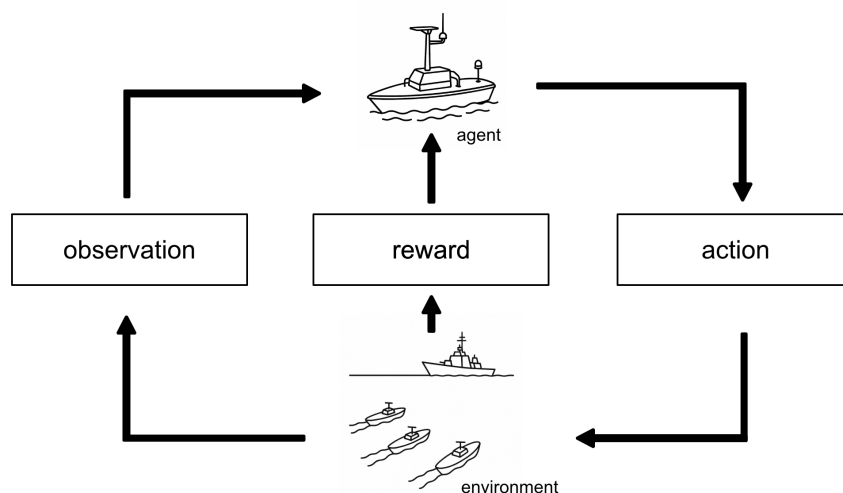 agent
observation
reward
action
environment